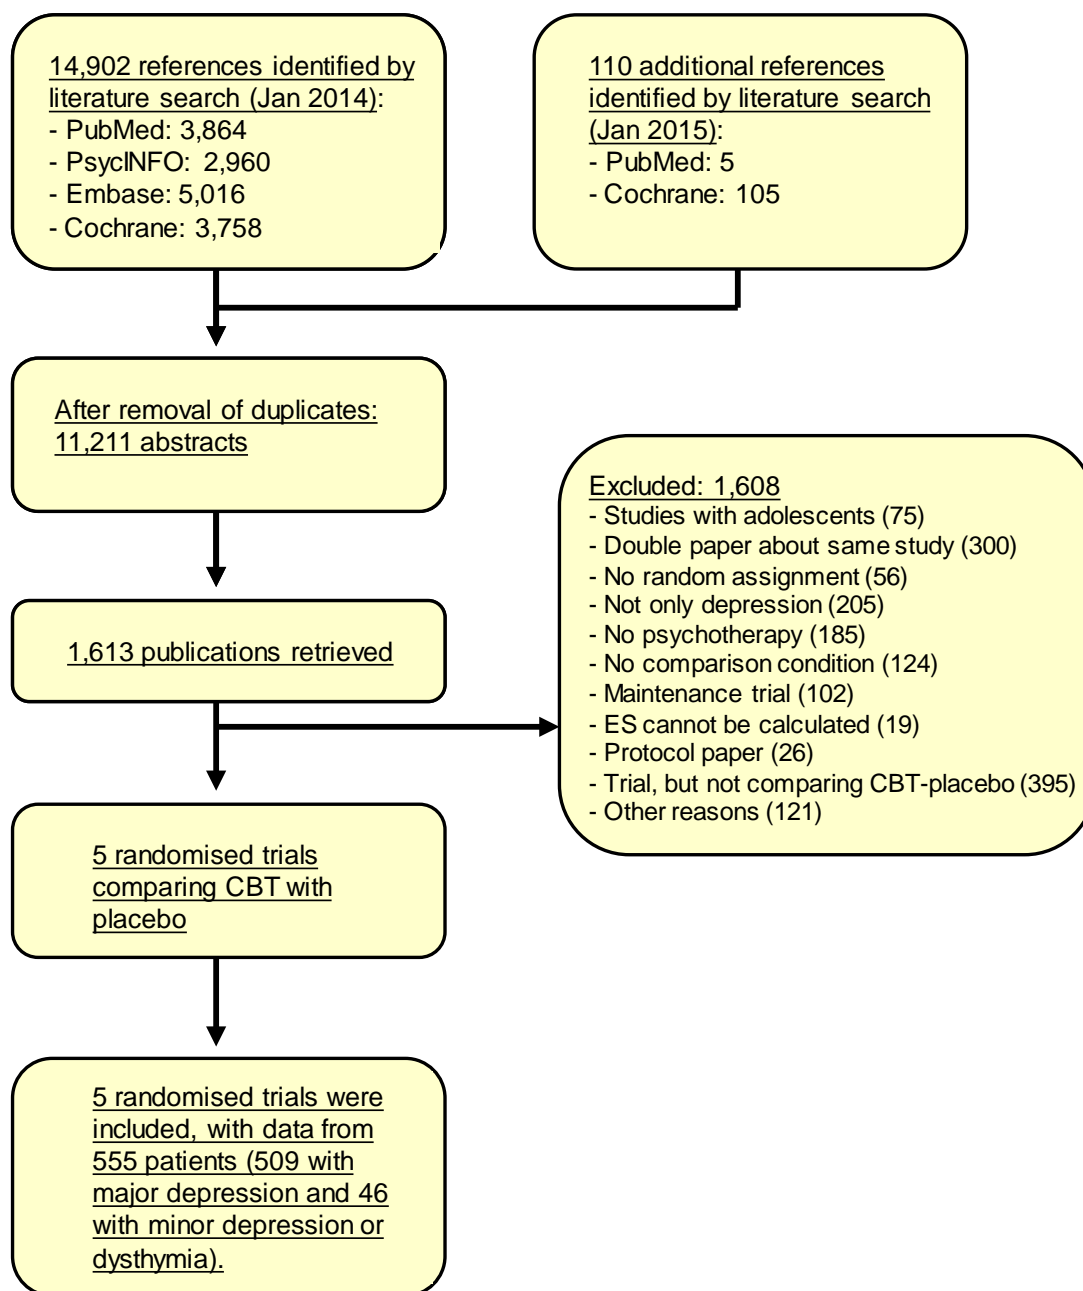 14,902 references identified by
literature search (Jan 2014):
- PubMed: 3,864
- PsycINFO:  2,960
- Embase: 5,016
- Cochrane: 3,758
110 additional references
identified by literature search
(Jan 2015):
- PubMed: 5
- Cochrane: 105
After removal of duplicates:
11,211 abstracts
1,613 publications retrieved
Excluded: 1,608
- Studies with adolescents (75)
- Double paper about same study (300)
- No random assignment (56)
- Not only depression (205)
- No psychotherapy (185)
- No comparison condition (124)
- Maintenance trial (102)
- ES cannot be calculated (19)
- Protocol paper (26)
- Trial, but not comparing CBT-placebo (395)
- Other reasons (121)
5 randomised trials
comparing CBT with
placebo
5 randomised trials were
included, with data from
555 patients (509 with
major depression and 46
with minor depression or
dysthymia).